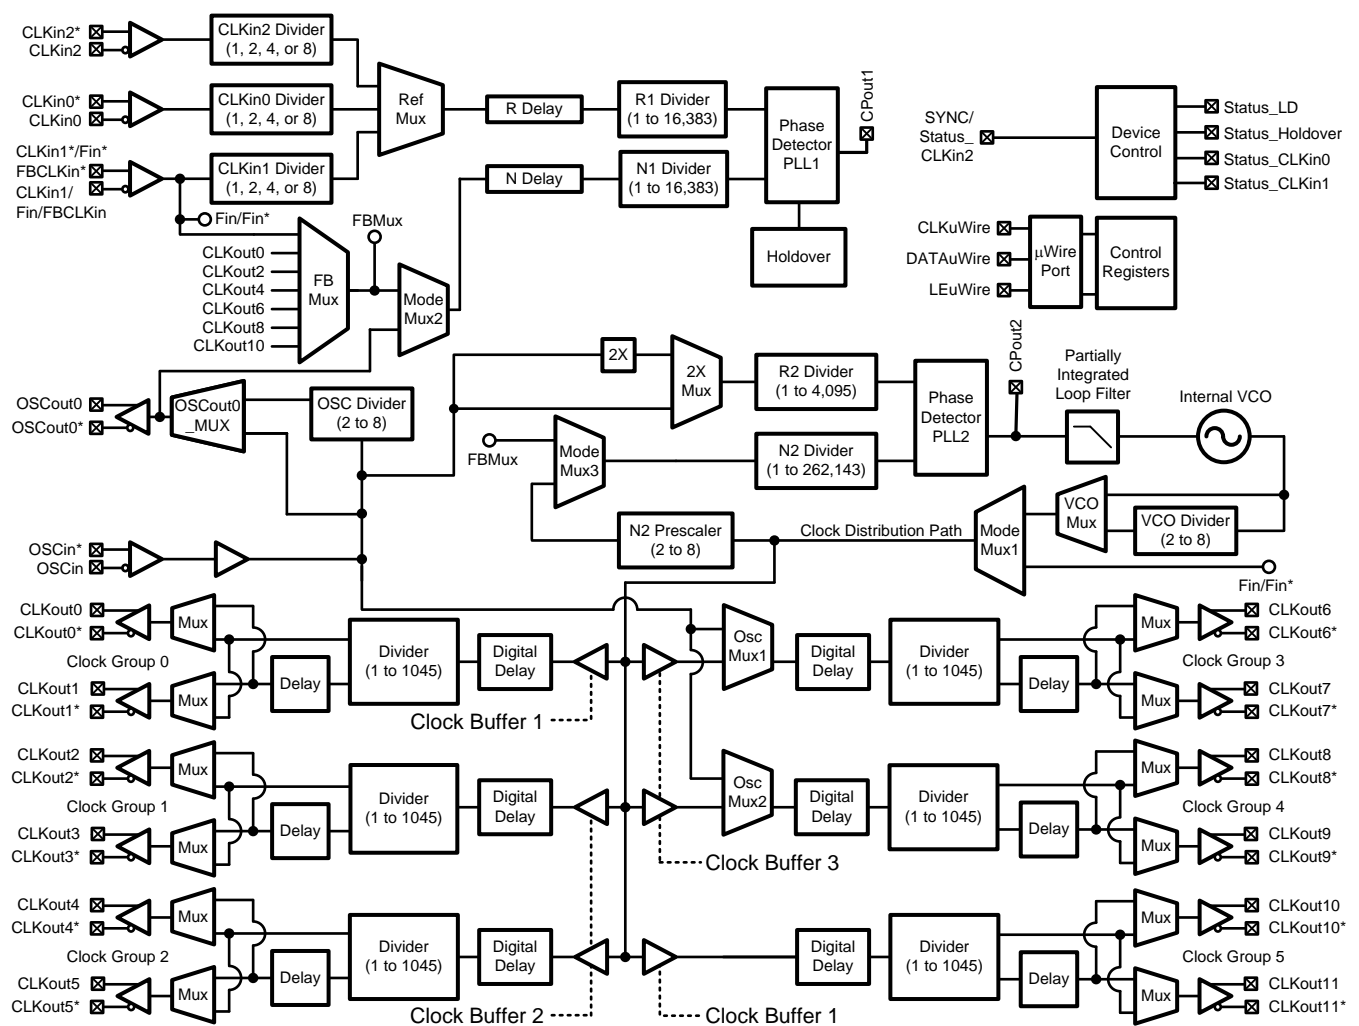 CLKin2*
CLKin2
CLKin2 Divider
(1, 2, 4, or 8)
CLKin0*
CLKin0
CLKin0 Divider
(1, 2, 4, or 8)
CLKin1*/Fin*
FBCLKin*
CLKin1/
Fin/FBCLKin
CLKin1 Divider
(1, 2, 4, or 8)
Ref
Mux
R Delay
R1 Divider
(1 to 16,383)
N Delay
N1 Divider
(1 to 16,383)
Phase
Detector
PLL1
CPout1
Holdover
SYNC/
Status_
CLKin2
Device
Control
Status_LD
Status_Holdover
Status_CLKin0
Status_CLKin1
CLKuWire
DATAuWire
LEuWire
µWire
Port
Control
Registers
Fin/Fin*
FBMux
CLKout0
CLKout2
CLKout4
CLKout6
CLKout8
CLKout10
FB
Mux
Mode
Mux2
2X
2X
Mux
R2 Divider
(1 to 4,095)
Phase
Detector
PLL2
CPout2
Partially
Integrated
Loop Filter
Internal VCO
OSCout0
OSCout0*
OSCout0
_MUX
OSC Divider
(2 to 8)
FBMux
Mode
Mux3
N2 Divider
(1 to 262,143)
N2 Prescaler
(2 to 8)
Clock Distribution Path
Mode
Mux1
VCO
Mux
VCO Divider
(2 to 8)
Fin/Fin*
OSCin*
OSCin
CLKout0
CLKout0*
Mux
Clock Group 0
CLKout1
CLKout1*
Mux
Delay
Divider
(1 to 1045)
Digital
Delay
Clock Buffer 1
Osc
Mux1
Digital
Delay
Divider
(1 to 1045)
Delay
Mux
CLKout6
CLKout6*
Clock Group 3
Mux
CLKout7
CLKout7*
CLKout2
CLKout2*
Mux
Clock Group 1
CLKout3
CLKout3*
Mux
Delay
Divider
(1 to 1045)
Digital
Delay
Clock Buffer 3
Osc
Mux2
Digital
Delay
Divider
(1 to 1045)
Delay
Mux
CLKout8
CLKout8*
Clock Group 4
Mux
CLKout9
CLKout9*
CLKout4
CLKout4*
Mux
Clock Group 2
CLKout5
CLKout5*
Mux
Delay
Divider
(1 to 1045)
Digital
Delay
Clock Buffer 2
Clock Buffer 1
Digital
Delay
Divider
(1 to 1045)
Delay
Mux
CLKout10
CLKout10*
Clock Group 5
Mux
CLKout11
CLKout11*